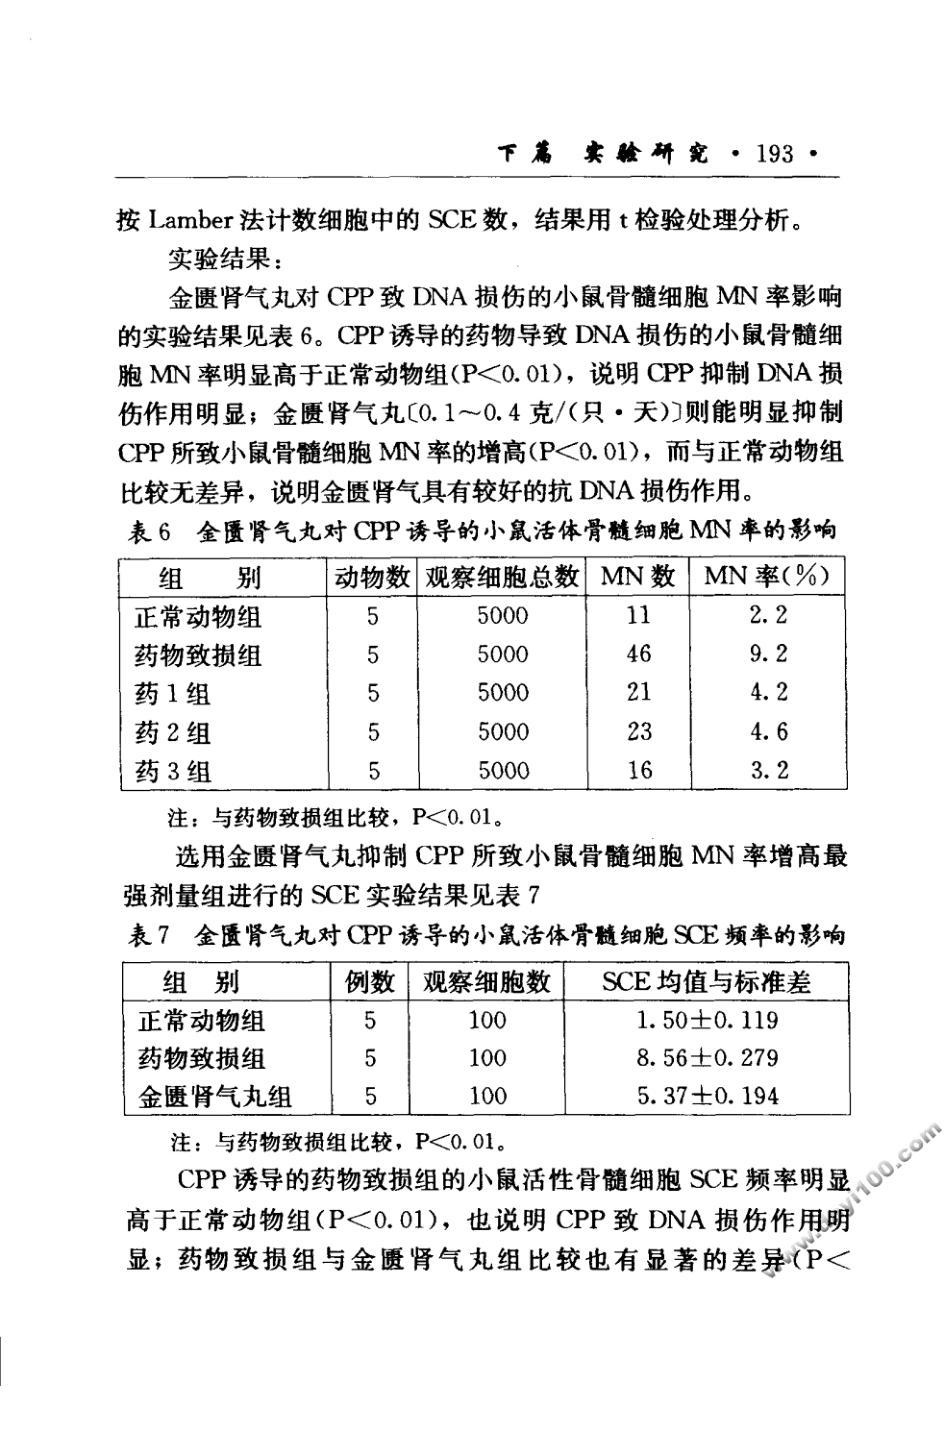 下篇 实验研究 · 193 ·
按 Lamber 法计数细胞中的 SCE 数，结果用 t 检验处理分析。
实验结果：
金匮肾气丸对 CPP 致 DNA 损伤的小鼠骨髓细胞 MN 率影响
的实验结果见表 6。CPP 诱导的药物导致 DNA 损伤的小鼠骨髓细
胞 MN 率明显高于正常动物组(P<0.01)，说明 CPP 抑制 DNA 损
伤作用明显；金匮肾气丸〔0.1～0.4 克/(只·天)〕则能明显抑制
CPP 所致小鼠骨髓细胞 MN 率的增高(P<0.01)，而与正常动物组
比较无差异，说明金匮肾气具有较好的抗 DNA 损伤作用。
表 6 金匮肾气丸对 CPP 诱导的小鼠活体骨髓细胞 MN 率的影响
组 别 动物数 观察细胞总数 MN 数 MN 率(%)
正常动物组 5 5000 11 2.2
药物致损组 5 5000 46 9.2
药 1 组 5 5000 21 4.2
药 2 组 5 5000 23 4.6
药 3 组 5 5000 16 3.2
注：与药物致损组比较，P<0.01。
选用金匮肾气丸抑制 CPP 所致小鼠骨髓细胞 MN 率增高最
强剂量组进行的 SCE 实验结果见表 7
表 7 金匮肾气丸对 CPP 诱导的小鼠活体骨髓细胞 SCE 频率的影响
组 别 例数 观察细胞数 SCE 均值与标准差
正常动物组 5 100 1.50±0.119
药物致损组 5 100 8.56±0.279
金匮肾气丸组 5 100 5.37±0.194
注：与药物致损组比较，P<0.01。
CPP 诱导的药物致损组的小鼠活性骨髓细胞 SCE 频率明显
高于正常动物组(P<0.01)，也说明 CPP 致 DNA 损伤作用明
显；药物致损组与金匮肾气丸组比较也有显著的差异(P<